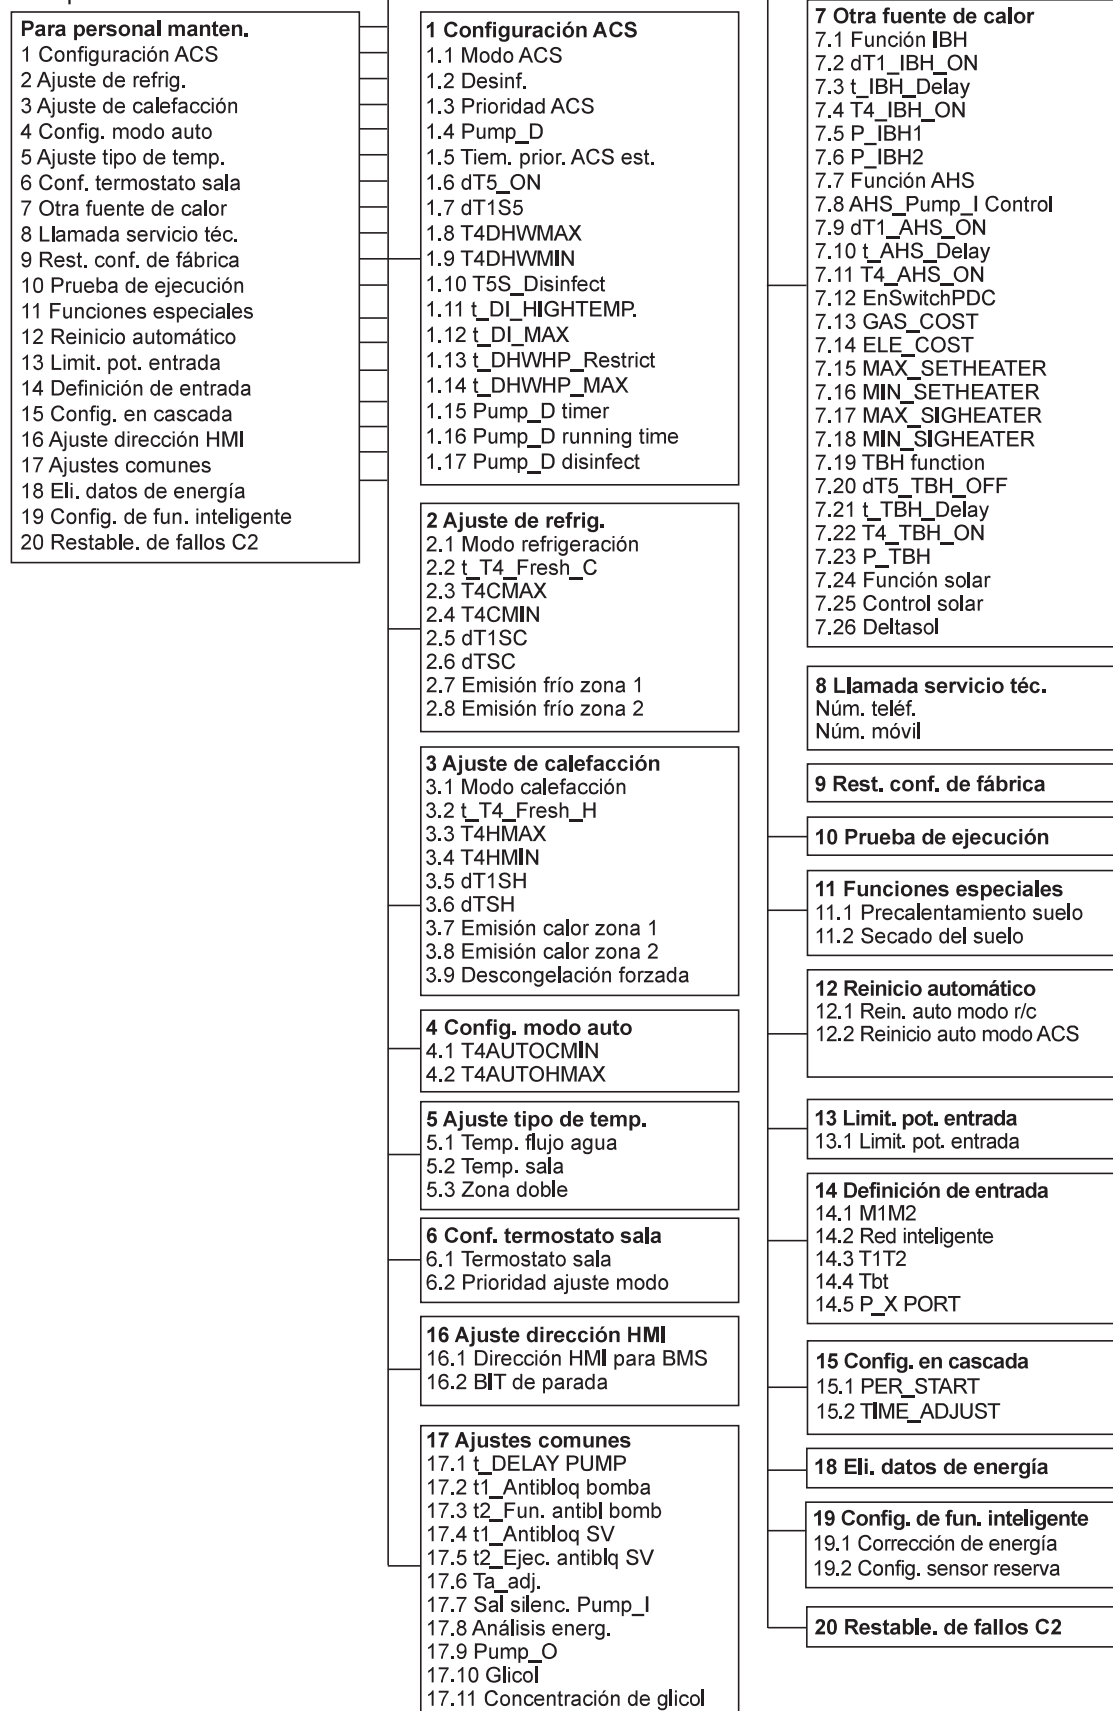 Para personal manten.
1 Configuración ACS
2 Ajuste de refrig.
3 Ajuste de calefacción
4 Config. modo auto
5 Ajuste tipo de temp.
6 Conf. termostato sala
7 Otra fuente de calor
8 Llamada servicio téc.
9 Rest. conf. de fábrica
10 Prueba de ejecución
11 Funciones especiales
12 Reinicio automático
13 Limit. pot. entrada
14 Definición de entrada
15 Config. en cascada
16 Ajuste dirección HMI
17 Ajustes comunes
18 Eli. datos de energía
19 Config. de fun. inteligente
20 Restable. de fallos C2
1 Configuración ACS
1.1 Modo ACS
1.2 Desinf.
1.3 Prioridad ACS
1.4 Pump_D
1.5 Tiem. prior. ACS est.
1.6 dT5_ON
1.7 dT1S5
1.8 T4DHWMAX
1.9 T4DHWMIN
1.10 T5S_Disinfect
1.11 t_DI_HIGHTEMP.
1.12 t_DI_MAX
1.13 t_DHWHP_Restrict
1.14 t_DHWHP_MAX
1.15 Pump_D timer
1.16 Pump_D running time
1.17 Pump_D disinfect
2 Ajuste de refrig.
2.1 Modo refrigeración
2.2 t_T4_Fresh_C
2.3 T4CMAX
2.4 T4CMIN
2.5 dT1SC
2.6 dTSC
2.7 Emisión frío zona 1
2.8 Emisión frío zona 2
3 Ajuste de calefacción
3.1 Modo calefacción
3.2 t_T4_Fresh_H
3.3 T4HMAX
3.4 T4HMIN
3.5 dT1SH
3.6 dTSH
3.7 Emisión calor zona 1
3.8 Emisión calor zona 2
3.9 Descongelación forzada
4 Config. modo auto
4.1 T4AUTOCMIN
4.2 T4AUTOHMAX
5 Ajuste tipo de temp.
5.1 Temp. flujo agua
5.2 Temp. sala
5.3 Zona doble
6 Conf. termostato sala
6.1 Termostato sala
6.2 Prioridad ajuste modo
16 Ajuste dirección HMI
16.1 Dirección HMI para BMS
16.2 BIT de parada
17 Ajustes comunes
17.1 t_DELAY PUMP
17.2 t1_Antibloq bomba
17.3 t2_Fun. antibl bomb
17.4 t1_Antibloq SV
17.5 t2_Ejec. antiblq SV
17.6 Ta_adj.
17.7 Sal silenc. Pump_I
17.8 Análisis energ.
17.9 Pump_O
17.10 Glicol
17.11 Concentración de glicol
7 Otra fuente de calor
7.1 Función IBH
7.2 dT1_IBH_ON
7.3 t_IBH_Delay
7.4 T4_IBH_ON
7.5 P_IBH1
7.6 P_IBH2
7.7 Función AHS
7.8 AHS_Pump_I Control
7.9 dT1_AHS_ON
7.10 t_AHS_Delay
7.11 T4_AHS_ON
7.12 EnSwitchPDC
7.13 GAS_COST
7.14 ELE_COST
7.15 MAX_SETHEATER
7.16 MIN_SETHEATER
7.17 MAX_SIGHEATER
7.18 MIN_SIGHEATER
7.19 TBH function
7.20 dT5_TBH_OFF
7.21 t_TBH_Delay
7.22 T4_TBH_ON
7.23 P_TBH
7.24 Función solar
7.25 Control solar
7.26 Deltasol
8 Llamada servicio téc.
Núm. teléf.
Núm. móvil
9 Rest. conf. de fábrica
10 Prueba de ejecución
11 Funciones especiales
11.1 Precalentamiento suelo
11.2 Secado del suelo
12 Reinicio automático
12.1 Rein. auto modo r/c
12.2 Reinicio auto modo ACS
13 Limit. pot. entrada
13.1 Limit. pot. entrada
14 Definición de entrada
14.1 M1M2
14.2 Red inteligente
14.3 T1T2
14.4 Tbt
14.5 P_X PORT
15 Config. en cascada
15.1 PER_START
15.2 TIME_ADJUST
18 Eli. datos de energía
19 Config. de fun. inteligente
19.1 Corrección de energía
19.2 Config. sensor reserva
20 Restable. de fallos C2